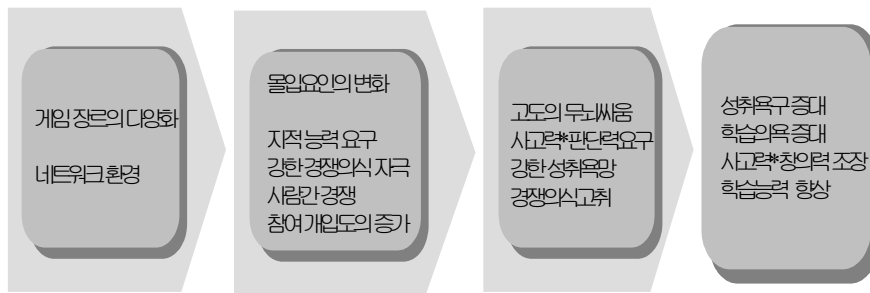 게임 장르의 다양화
네트워크 환경
몰입요인의 변화
지적 능력 요구
강한 경쟁의식 자극
사람간 경쟁
참여 개입도의 증가
고도의 무뇌싸움
사고력*판단력요구
강한 성취욕망
경쟁의식고취
성취욕구 증대
학습의욕 증대
사고력*창의력 조장
학습능력 향상